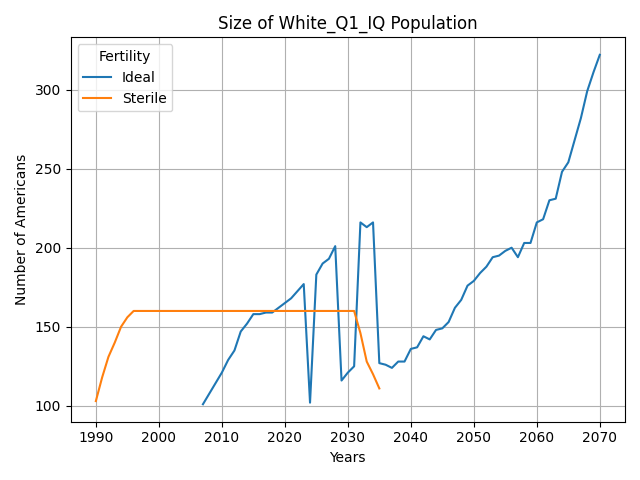 Size of White_Q1_IQ Population
Fertility
Ideal
Sterile
Number of Americans
300
250
200
150
100
1990 2000 2010 2020 2030 2040 2050 2060 2070
Years